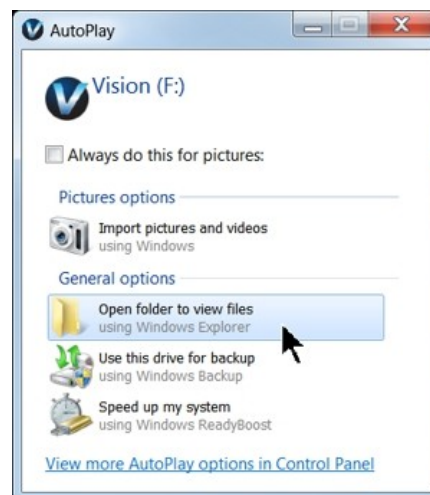 AutoPlay
Vision (F:)
Always do this for pictures:
Pictures options
Import pictures and videos
using Windows
General options
Open folder to view files
using Windows Explorer
Use this drive for backup
using Windows Backup
Speed up my system
using Windows ReadyBoost
View more AutoPlay options in Control Panel